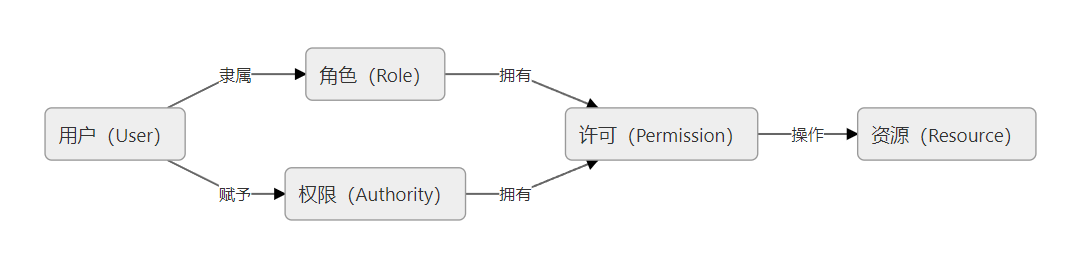 隶属
角色（Role）
拥有
用户（User）
许可（Permission）
操作
资源（Resource）
赋予
权限（Authority）
拥有